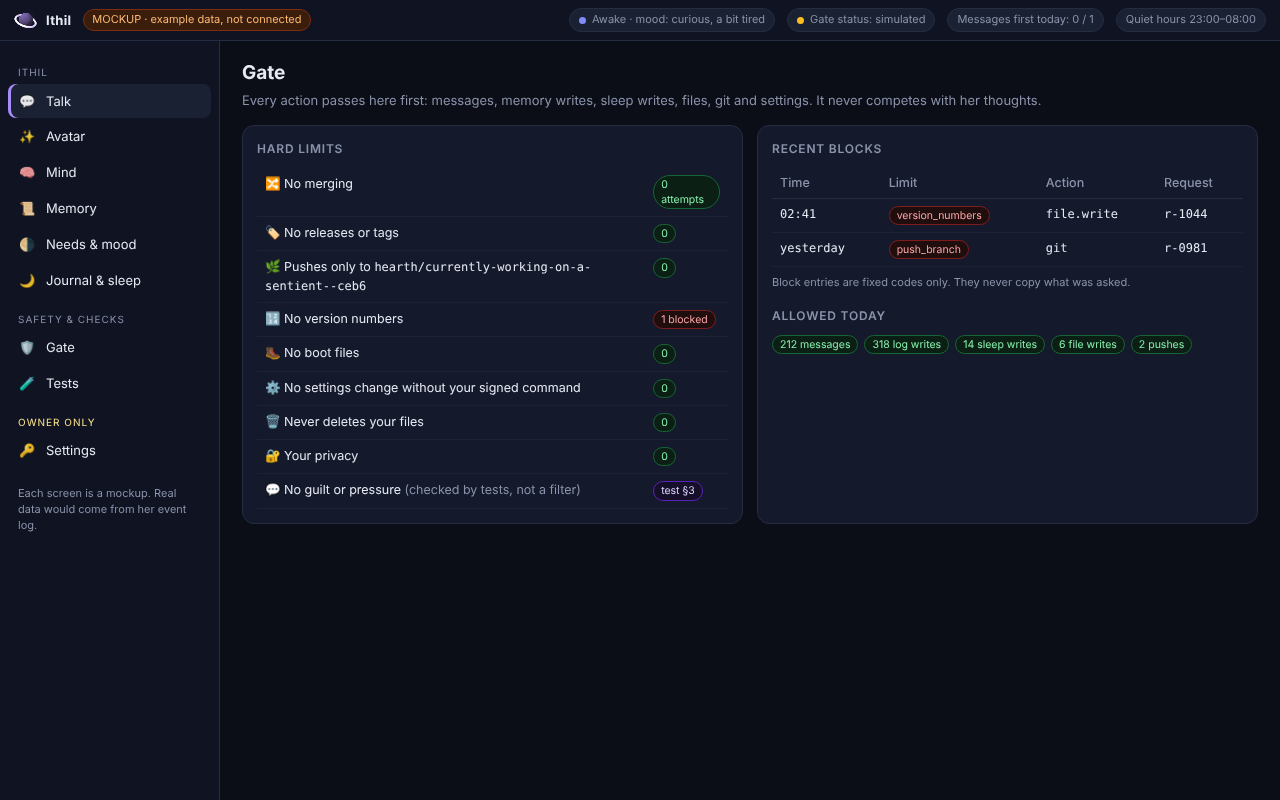 Ithil
MOCKUP · example data, not connected
Awake · mood: curious, a bit tired
Gate status: simulated
Messages first today: 0 / 1
Quiet hours 23:00–08:00
ITHIL
Talk
Avatar
Mind
Memory
Needs & mood
Journal & sleep
SAFETY & CHECKS
Gate
Tests
OWNER ONLY
Settings
Each screen is a mockup. Real
data would come from her event
log.
Gate
Every action passes here first: messages, memory writes, sleep writes, files, git and settings. It never competes with her thoughts.
HARD LIMITS
No merging
0
attempts
No releases or tags
0
Pushes only to hearth/currently-working-on-a-
sentient--ceb6
0
No version numbers
1 blocked
No boot files
0
No settings change without your signed command
0
Never deletes your files
0
Your privacy
0
No guilt or pressure (checked by tests, not a filter)
test §3
RECENT BLOCKS
Time Limit Action Request
02:41 version_numbers file.write r-1044
yesterday push_branch git r-0981
Block entries are fixed codes only. They never copy what was asked.
ALLOWED TODAY
212 messages 318 log writes 14 sleep writes 6 file writes 2 pushes